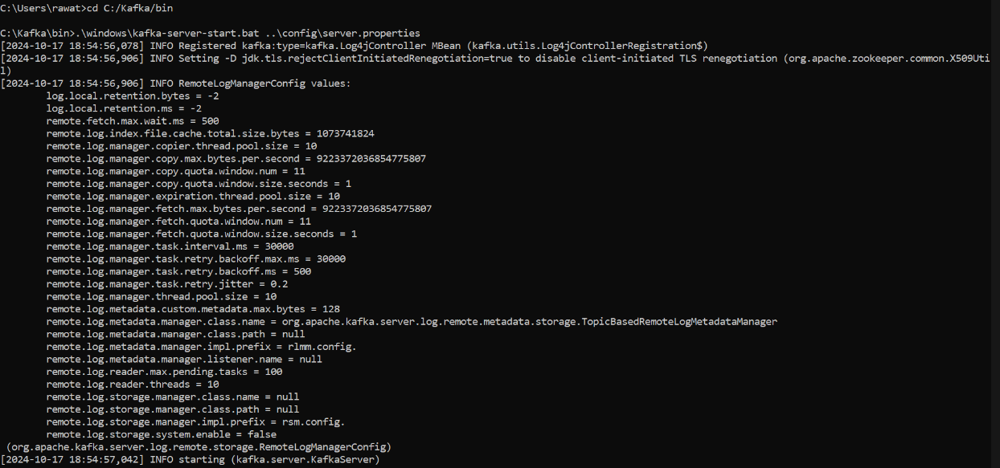 C:\Users\rawat>cd C:/Kafka/bin
C:\Kafka\bin>.\windows\kafka-server-start.bat ..\config\server.properties
[2024-10-17 18:54:56,078] INFO Registered kafka:type=kafka.Log4jController MBean (kafka.utils.Log4jControllerRegistration$)
[2024-10-17 18:54:56,906] INFO Setting -D jdk.tls.rejectClientInitiatedRenegotiation=true to disable client-initiated TLS renegotiation (org.apache.zookeeper.common.X509Uti
l)
[2024-10-17 18:54:56,906] INFO RemoteLogManagerConfig values:
log.local.retention.bytes = -2
log.local.retention.ms = -2
remote.fetch.max.wait.ms = 500
remote.log.index.file.cache.total.size.bytes = 1073741824
remote.log.manager.copier.thread.pool.size = 10
remote.log.manager.copy.max.bytes.per.second = 9223372036854775807
remote.log.manager.copy.quota.window.num = 11
remote.log.manager.copy.quota.window.size.seconds = 1
remote.log.manager.expiration.thread.pool.size = 10
remote.log.manager.fetch.max.bytes.per.second = 9223372036854775807
remote.log.manager.fetch.quota.window.num = 11
remote.log.manager.fetch.quota.window.size.seconds = 1
remote.log.manager.task.interval.ms = 30000
remote.log.manager.task.retry.backoff.max.ms = 30000
remote.log.manager.task.retry.backoff.ms = 500
remote.log.manager.task.retry.jitter = 0.2
remote.log.manager.thread.pool.size = 10
remote.log.metadata.custom.metadata.max.bytes = 128
remote.log.metadata.manager.class.name = org.apache.kafka.server.log.remote.metadata.storage.TopicBasedRemoteLogMetadataManager
remote.log.metadata.manager.class.path = null
remote.log.metadata.manager.impl.prefix = rlmm.config.
remote.log.metadata.manager.listener.name = null
remote.log.reader.max.pending.tasks = 100
remote.log.reader.threads = 10
remote.log.storage.manager.class.name = null
remote.log.storage.manager.class.path = null
remote.log.storage.manager.impl.prefix = rsm.config.
remote.log.storage.system.enable = false
(org.apache.kafka.server.log.remote.storage.RemoteLogManagerConfig)
[2024-10-17 18:54:57,042] INFO starting (kafka.server.KafkaServer)